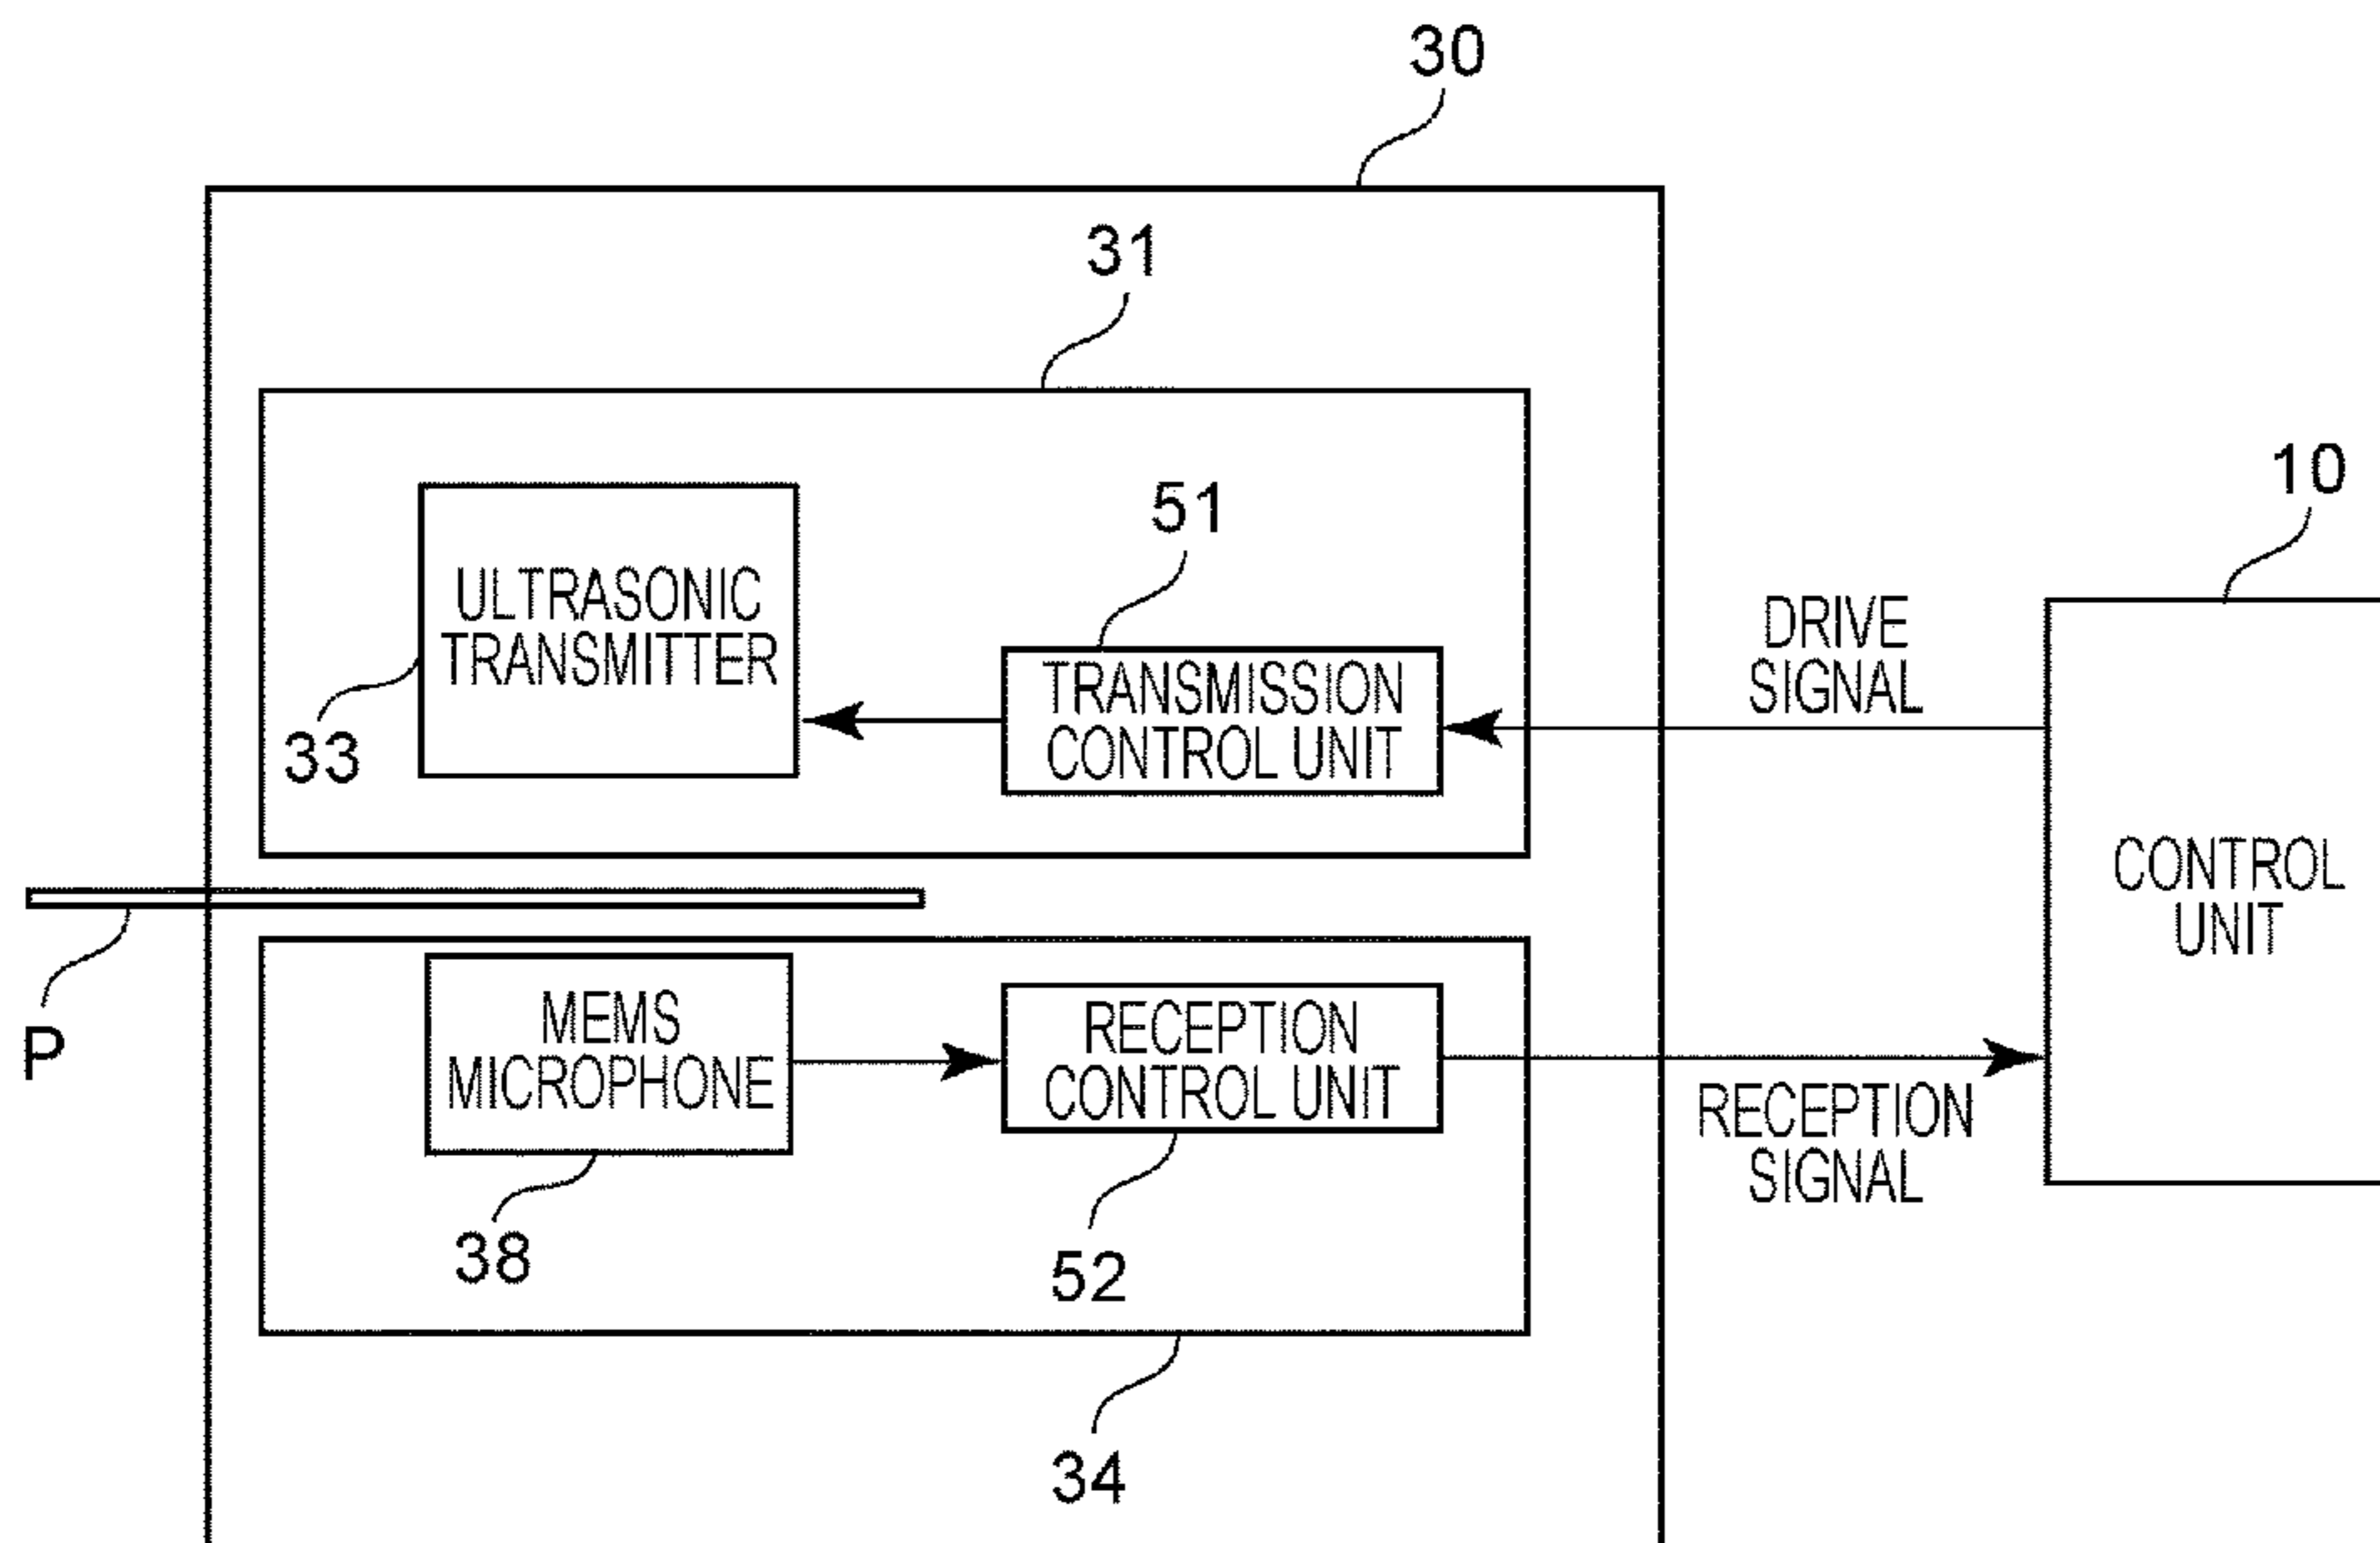 30
31
10
51
ULTRASONIC
TRANSMITTER
33
TRANSMISSION
CONTROL UNIT
DRIVE
SIGNAL
CONTROL
UNIT
P
MEMS
MICROPHONE
38
RECEPTION
CONTROL UNIT
52
RECEPTION
SIGNAL
34